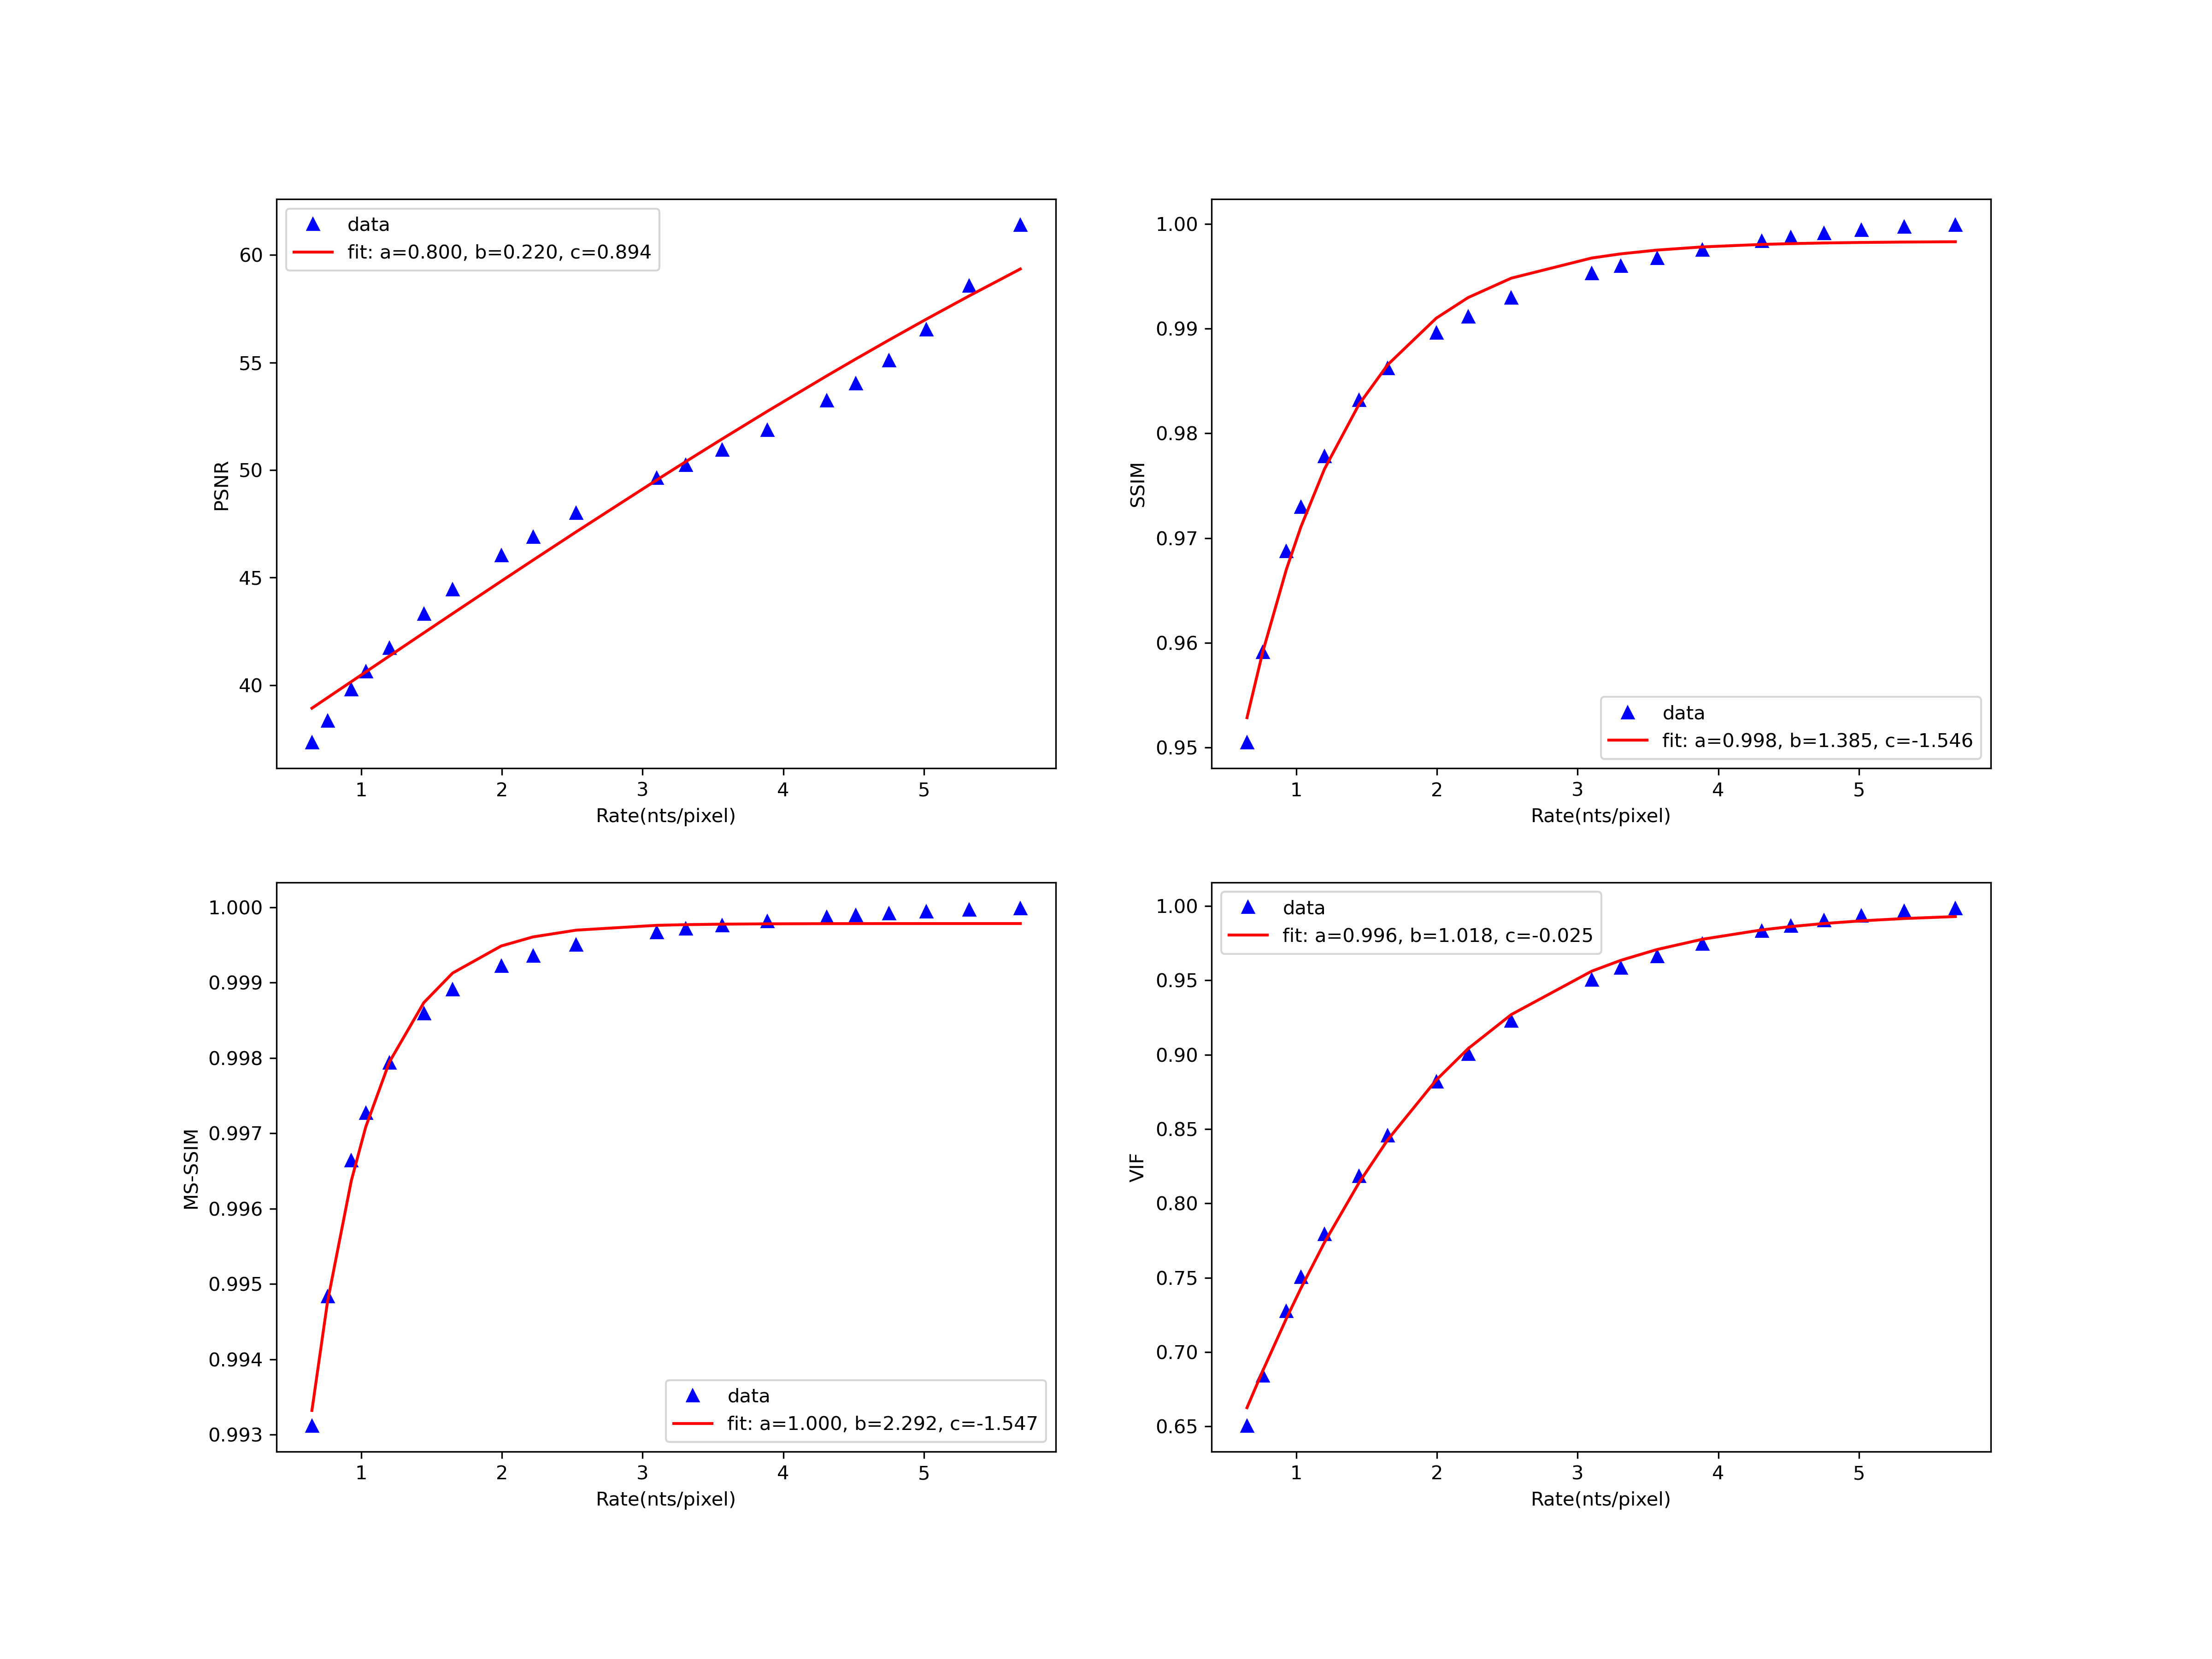 data
fit: a=0.800, b=0.220, c=0.894
60
55
50
45
40
PSNR
1 2 3 4 5
Rate(nts/pixel)
1.00
0.99
0.98
0.97
0.96
0.95
SSIM
data
fit: a=0.998, b=1.385, c=-1.546
1 2 3 4 5
Rate(nts/pixel)
1.000
0.999
0.998
0.997
0.996
0.995
0.994
0.993
MS-SSIM
data
fit: a=1.000, b=2.292, c=-1.547
1 2 3 4 5
Rate(nts/pixel)
data
fit: a=0.996, b=1.018, c=-0.025
1.00
0.95
0.90
0.85
0.80
0.75
0.70
0.65
VIF
1 2 3 4 5
Rate(nts/pixel)